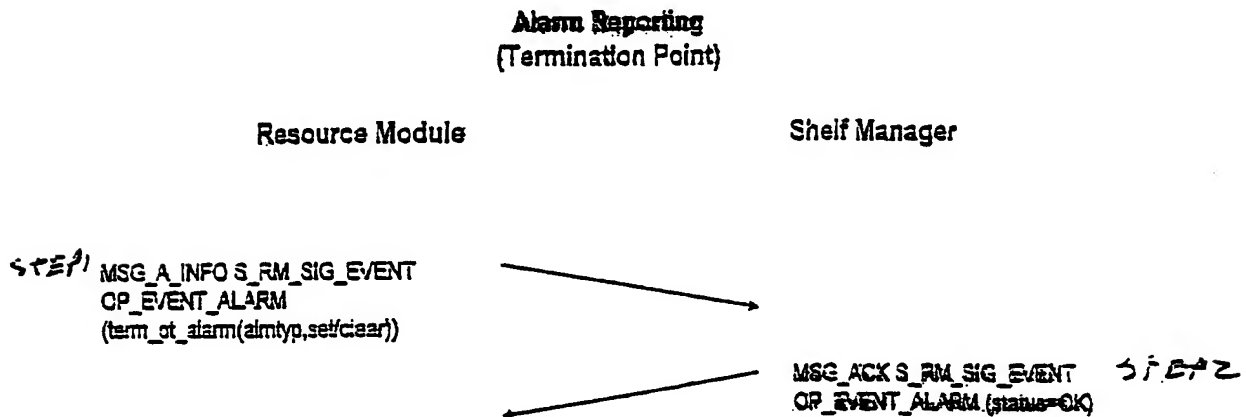 Alarm Reporting
(Termination Point)
Resource Module
Shelf Manager
STEP1
MSG_A_INFO S_RM_SIG_EVENT
OP_EVENT_ALARM
(term_pt_alarm(almtyp,set/clear))
MSG_ACK S_RM_SIG_EVENT
STEP2
OP_EVENT_ALARM (status=OK)